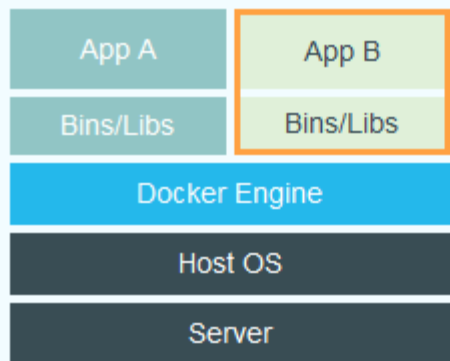 App A
App B
Bins/Libs
Bins/Libs
Docker Engine
Host OS
Server